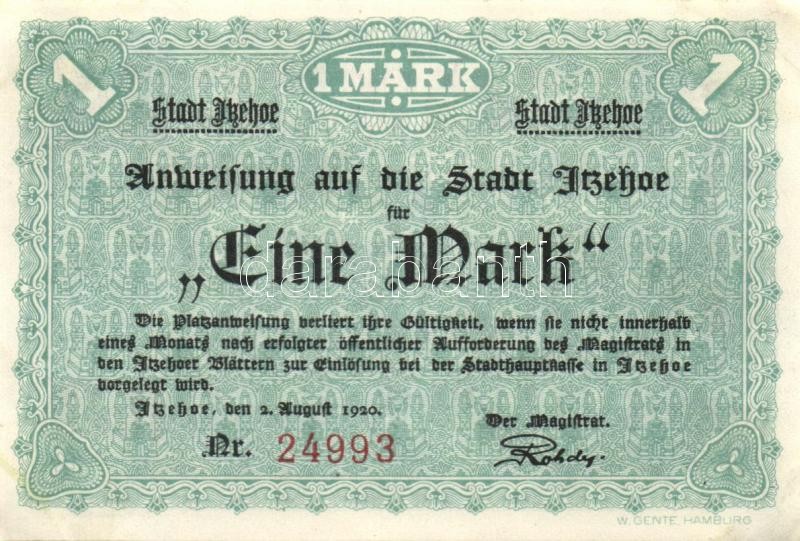 1 1 MARK 1
Stadt Itzehoe Stadt Itzehoe
Anweisung auf die Stadt Itzehoe
für
„Eine Mark“
darabanth
Die Platzanweisung verliert ihre Gültigkeit, wenn sie nicht innerhalb
eines Monats nach erfolgter öffentlicher Aufforderung des Magistrats in
den Itzehoer Blättern zur Einlösung bei der Stadthauptkasse in Itzehoe
vorgelegt wird.
Itzehoe, den 2. August 1920.
Der Magistrat.
Nr. 24993
Rohdy.
W. GENTE, HAMBURG